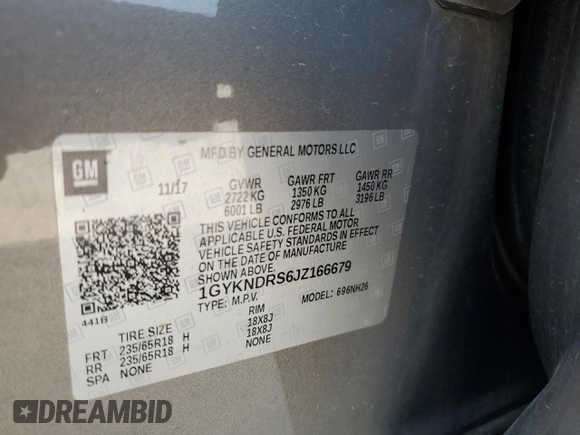 GM
MFD BY GENERAL MOTORS LLC
11/17
GVWR GAWR FRT GAWR RR
2722 KG 1350 KG 1450 KG
6001 LB 2976 LB 3196 LB
THIS VEHICLE CONFORMS TO ALL
APPLICABLE U.S. FEDERAL MOTOR
VEHICLE SAFETY STANDARDS IN EFFECT
ON THE DATE OF MANUFACTURE
SHOWN ABOVE.
1GYKNDRS6JZ166679
TYPE: M.P.V. MODEL: 696NH26
4418
TIRE SIZE RIM
FRT 235/65R18 H 18X8J
RR 235/65R18 H 18X8J
SPA NONE NONE
DREAMBID